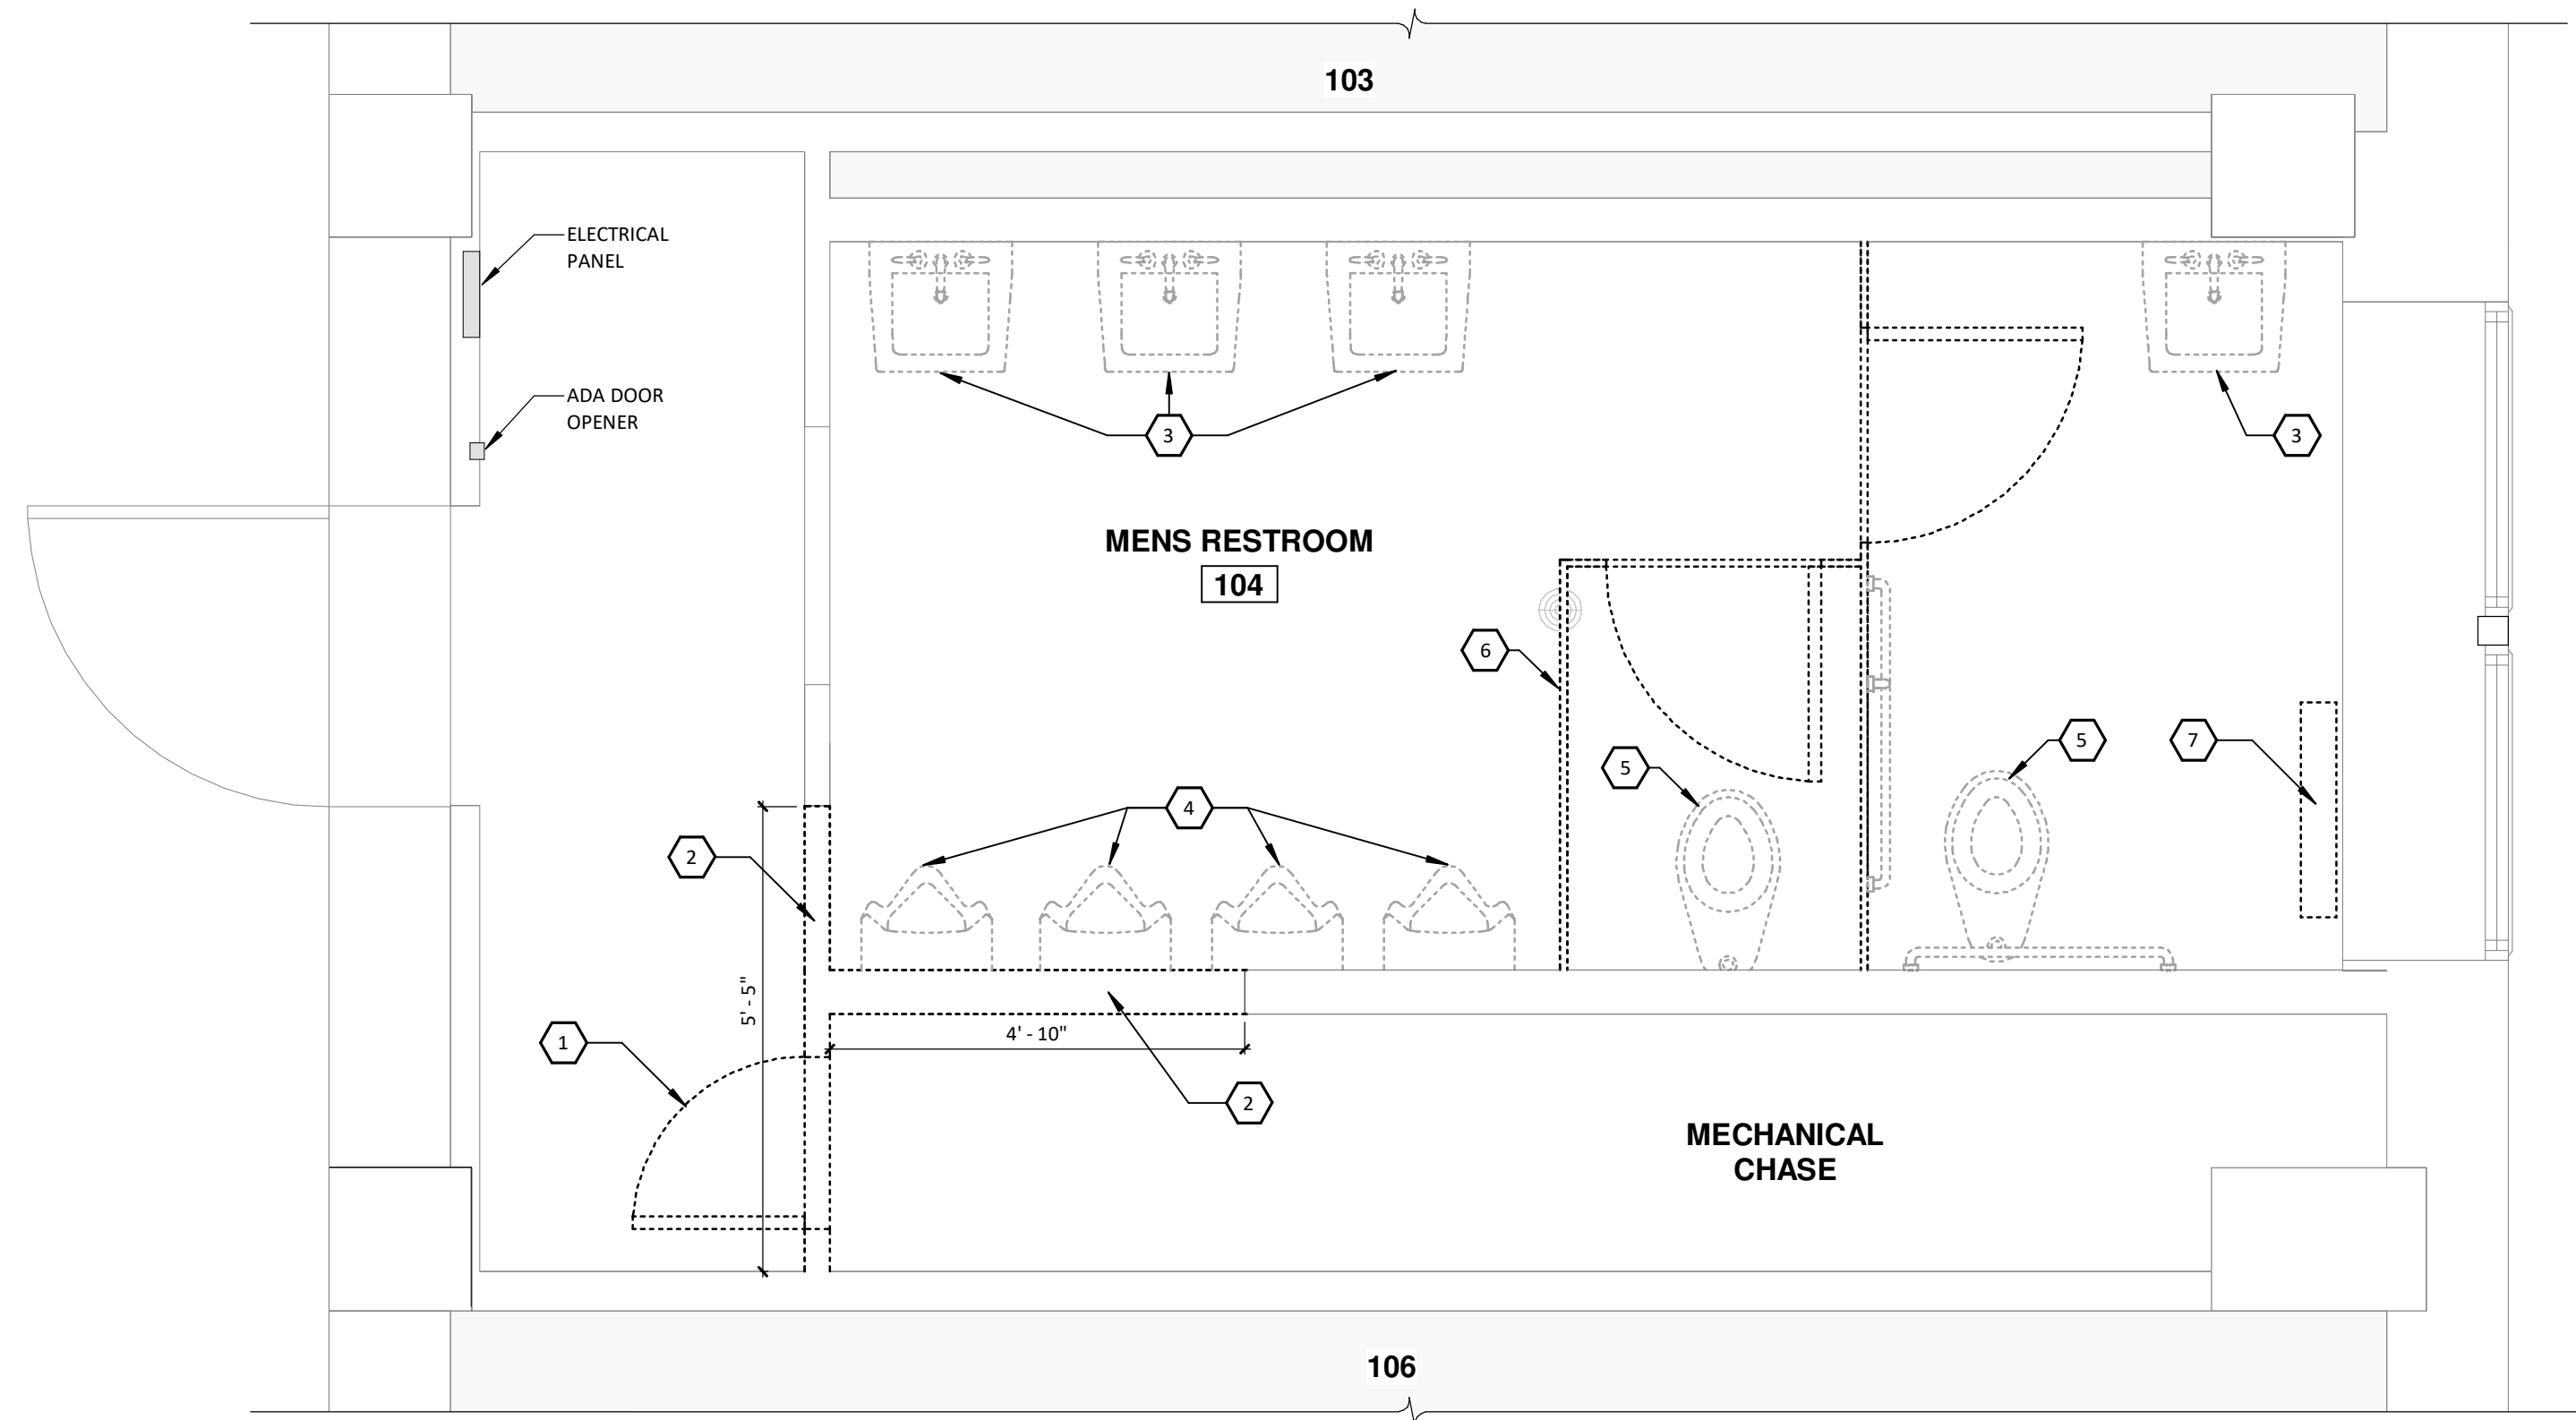 103
ELECTRICAL
PANEL
ADA DOOR
OPENER
3
3
MENS RESTROOM
104
6
5
5
7
4
2
5' - 5"
4' - 10"
1
2
MECHANICAL
CHASE
106